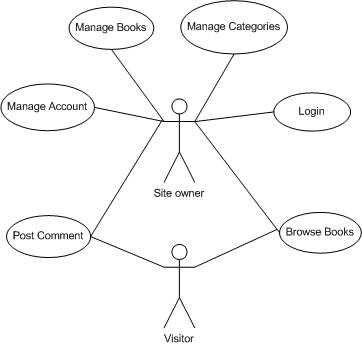 Manage Books
Manage Categories
Manage Account
Login
Site owner
Post Comment
Browse Books
Visitor